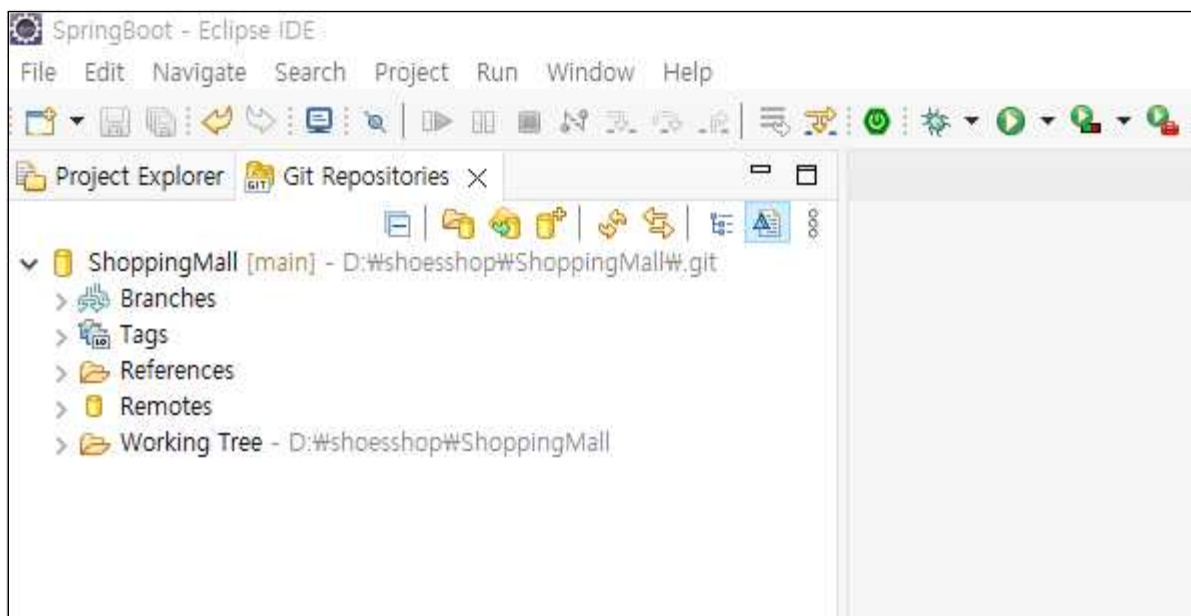 SpringBoot - Eclipse IDE
File Edit Navigate Search Project Run Window Help
Project Explorer GIT Git Repositories
ShoppingMall [main] - D:₩shoesshop₩ShoppingMall₩.git
Branches
Tags
References
Remotes
Working Tree - D:₩shoesshop₩ShoppingMall